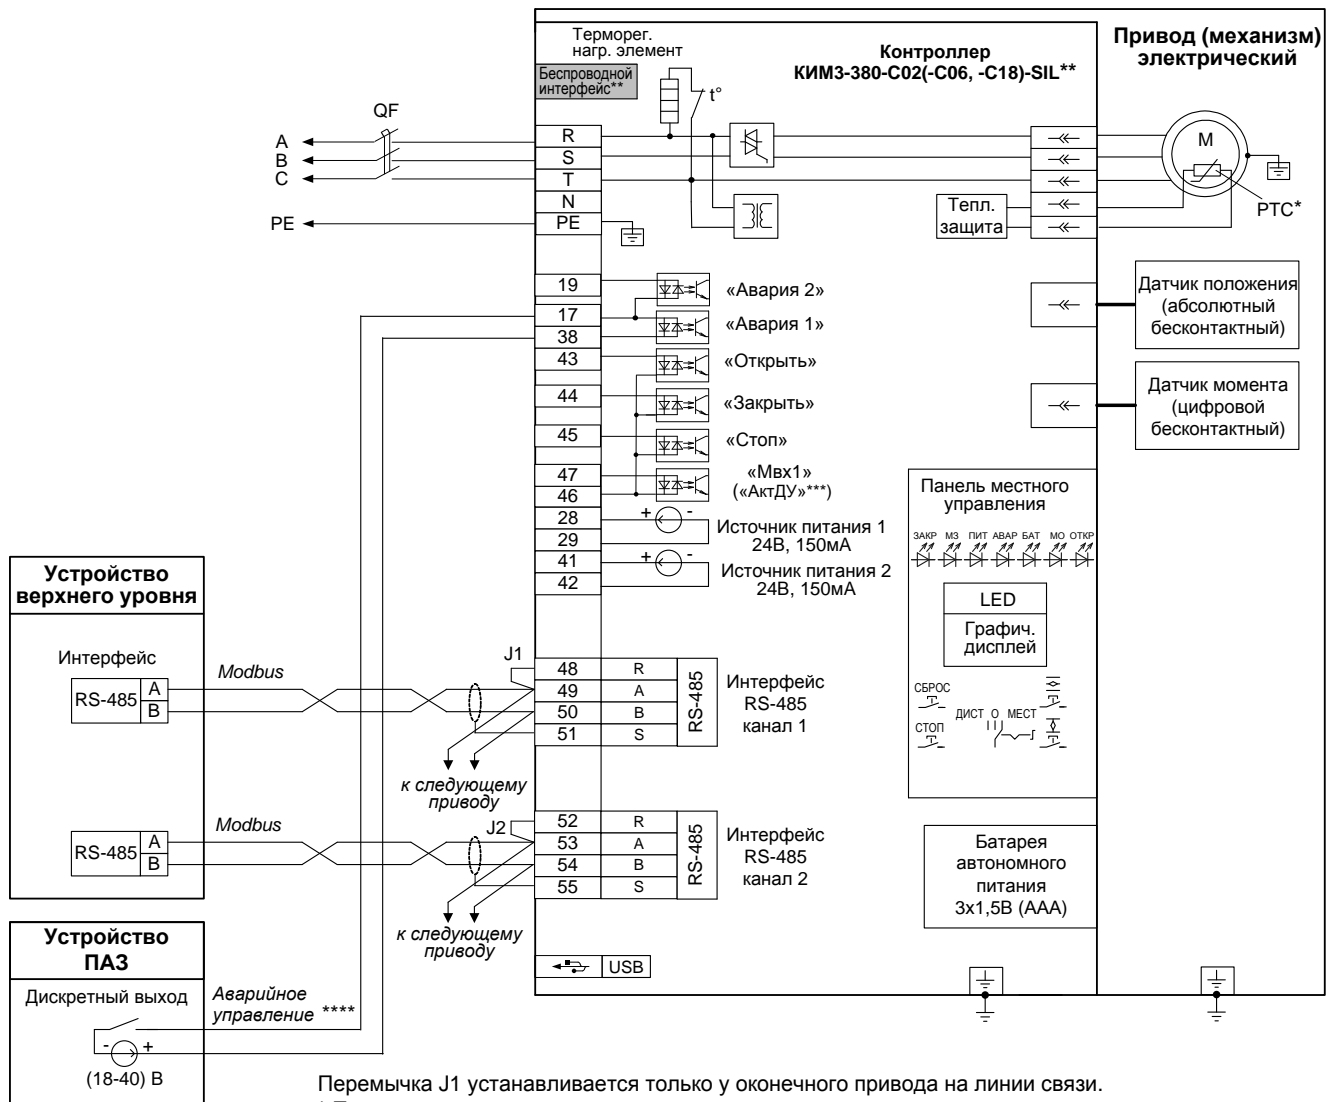 Привод (механизм)
электрический
Контроллер
КИМ3-380-С02(-С06, -С18)-SIL**
Терморег.
нагр. элемент
Беспроводной
интерфейс**
t°
QF
A
B
C
PE
R
S
T
N
PE
Тепл.
защита
M
PTC*
19
17
38
43
44
45
47
46
28
29
41
42
«Авария 2»
«Авария 1»
«Открыть»
«Закрыть»
«Стоп»
«Мвх1»
(«АктДУ»***)
+ -
Источник питания 1
24В, 150мА
+ -
Источник питания 2
24В, 150мА
Датчик положения
(абсолютный
бесконтактный)
Датчик момента
(цифровой
бесконтактный)
Панель местного
управления
ЗАКР МЗ ПИТ АВАР БАТ МО ОТКР
LED
Графич.
дисплей
СБРОС
СТОП
ДИСТ О МЕСТ
Батарея
автономного
питания
3х1,5В (ААА)
Устройство
верхнего уровня
Интерфейс
RS-485
A
B
Modbus
J1
48 R
49 A
50 B
51 S
RS-485
Интерфейс
RS-485
канал 1
к следующему
приводу
RS-485
A
B
Modbus
J2
52 R
53 A
54 B
55 S
RS-485
Интерфейс
RS-485
канал 2
к следующему
приводу
USB
Устройство
ПАЗ
Дискретный выход
- +
(18-40) В
Аварийное
управление ****
Перемычка J1 устанавливается только у оконечного привода на линии связи.